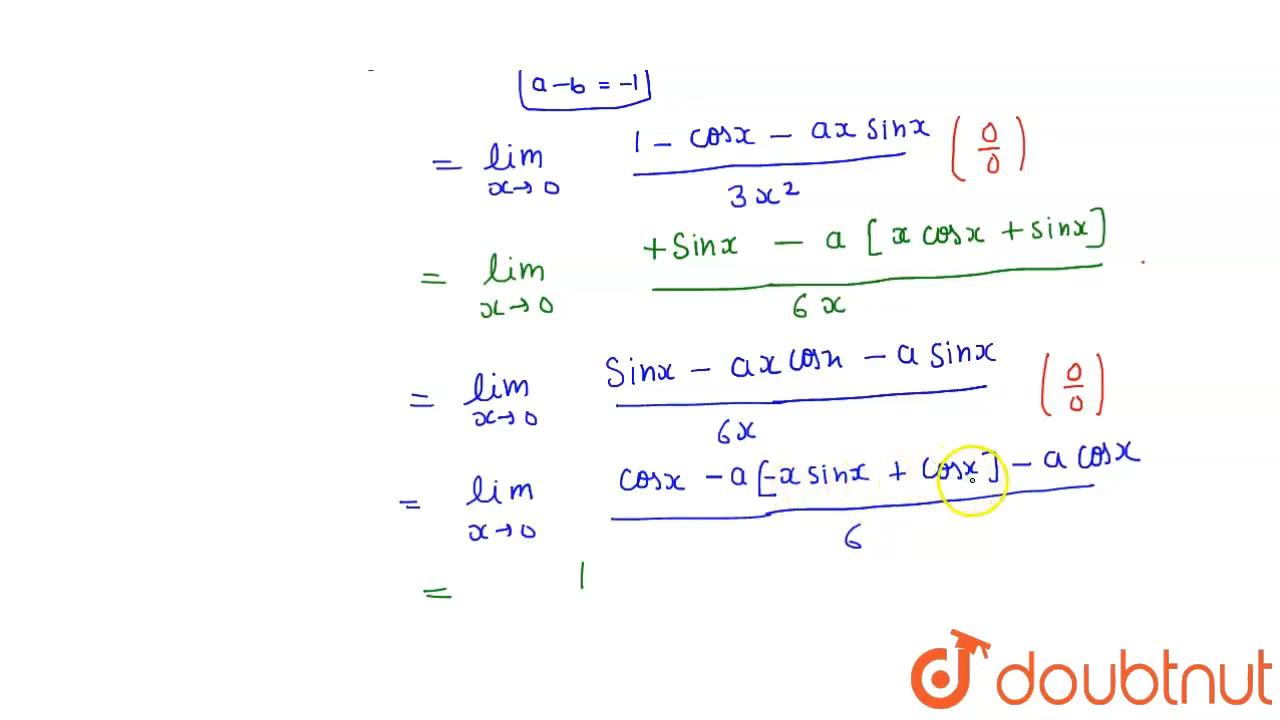 a - b = -1
= lim x→0 (1 - cosx - ax sinx) / 3x² (0/0)
= lim x→0 (+ sinx - a [x cosx + sinx]) / 6x
= lim x→0 (sinx - ax cosx - a sinx) / 6x (0/0)
= lim x→0 (cosx - a [-x sinx + cosx] - a cosx) / 6
= 1
doubtnut